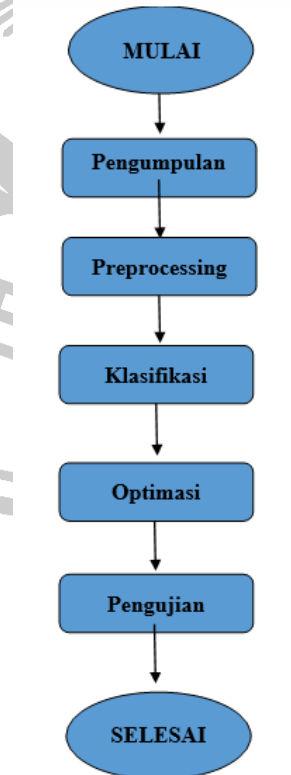 MULAI
Pengumpulan
Preprocessing
Klasifikasi
Optimasi
Pengujian
SELESAI